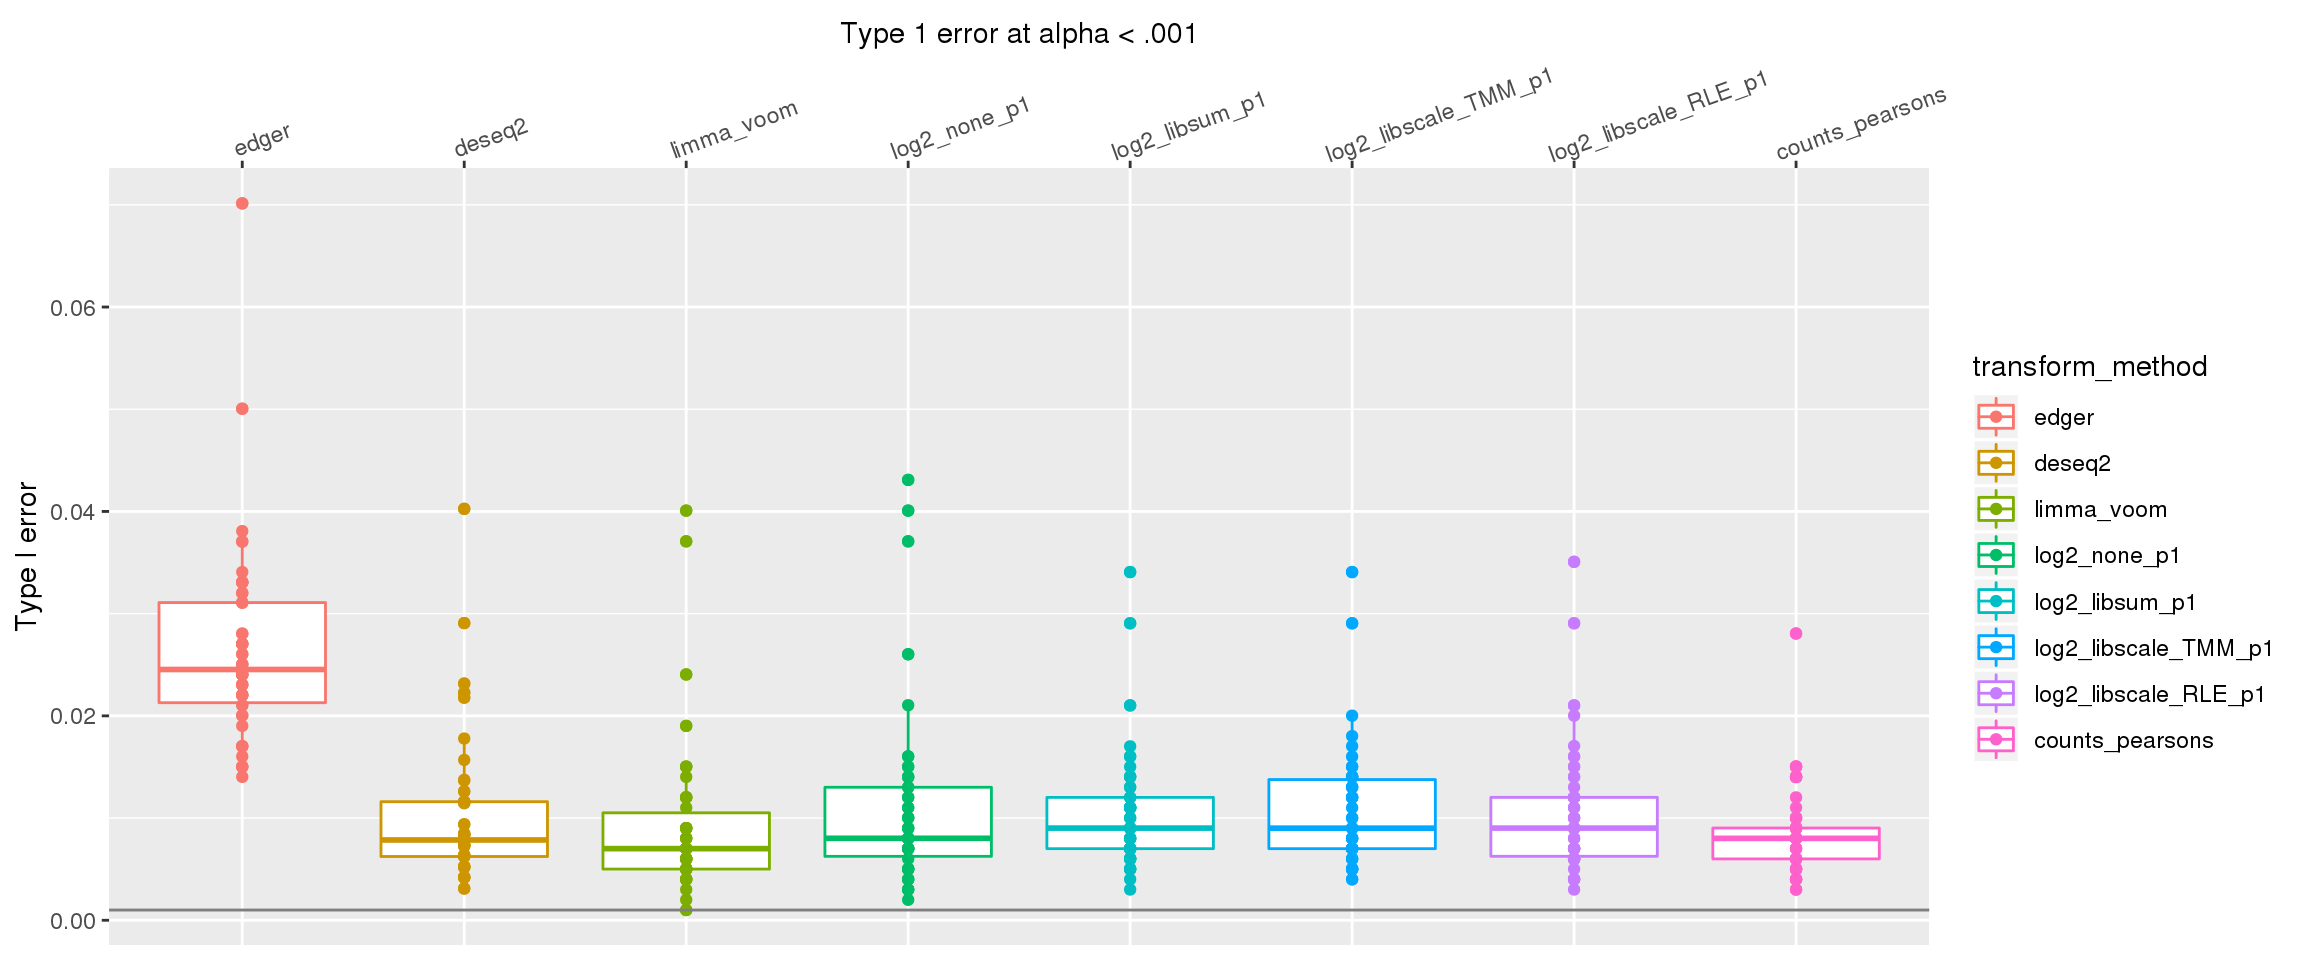 Type 1 error at alpha < .001
edger
deseq2
limma_voom
log2_none_p1
log2_libsum_p1
log2_libscale_TMM_p1
log2_libscale_RLE_p1
counts_pearsons
Type I error
0.06
0.04
0.02
0.00
transform_method
edger
deseq2
limma_voom
log2_none_p1
log2_libsum_p1
log2_libscale_TMM_p1
log2_libscale_RLE_p1
counts_pearsons